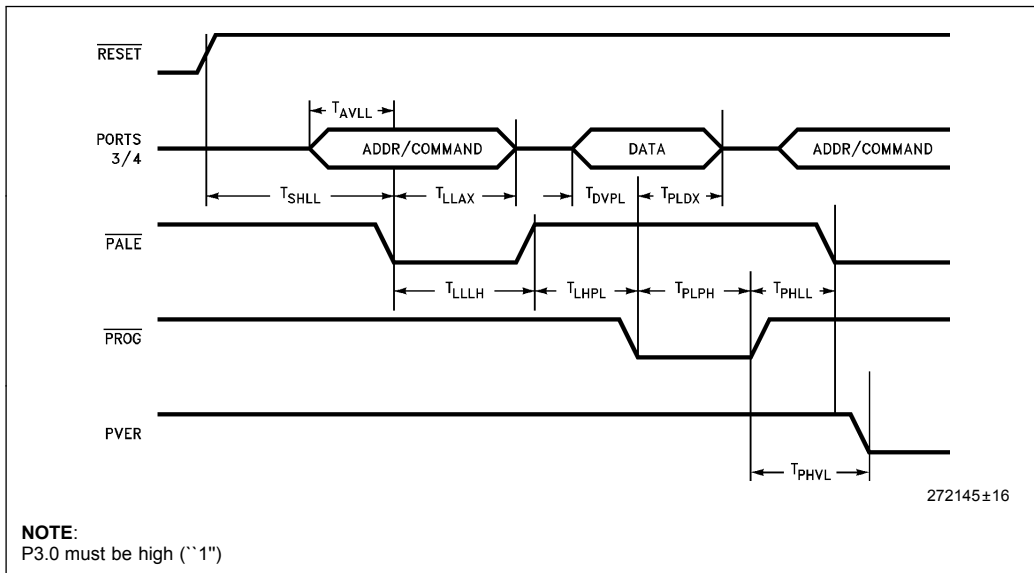 RESET
T_AVLL
PORTS
3/4
ADDR/COMMAND
DATA
ADDR/COMMAND
T_SHLL
T_LLAX
T_DVPL
T_PLDX
PALE
T_LLLH
T_LHPL
T_PLPH
T_PHLL
PROG
PVER
T_PHVL
272145±16
NOTE:
P3.0 must be high (``1'')